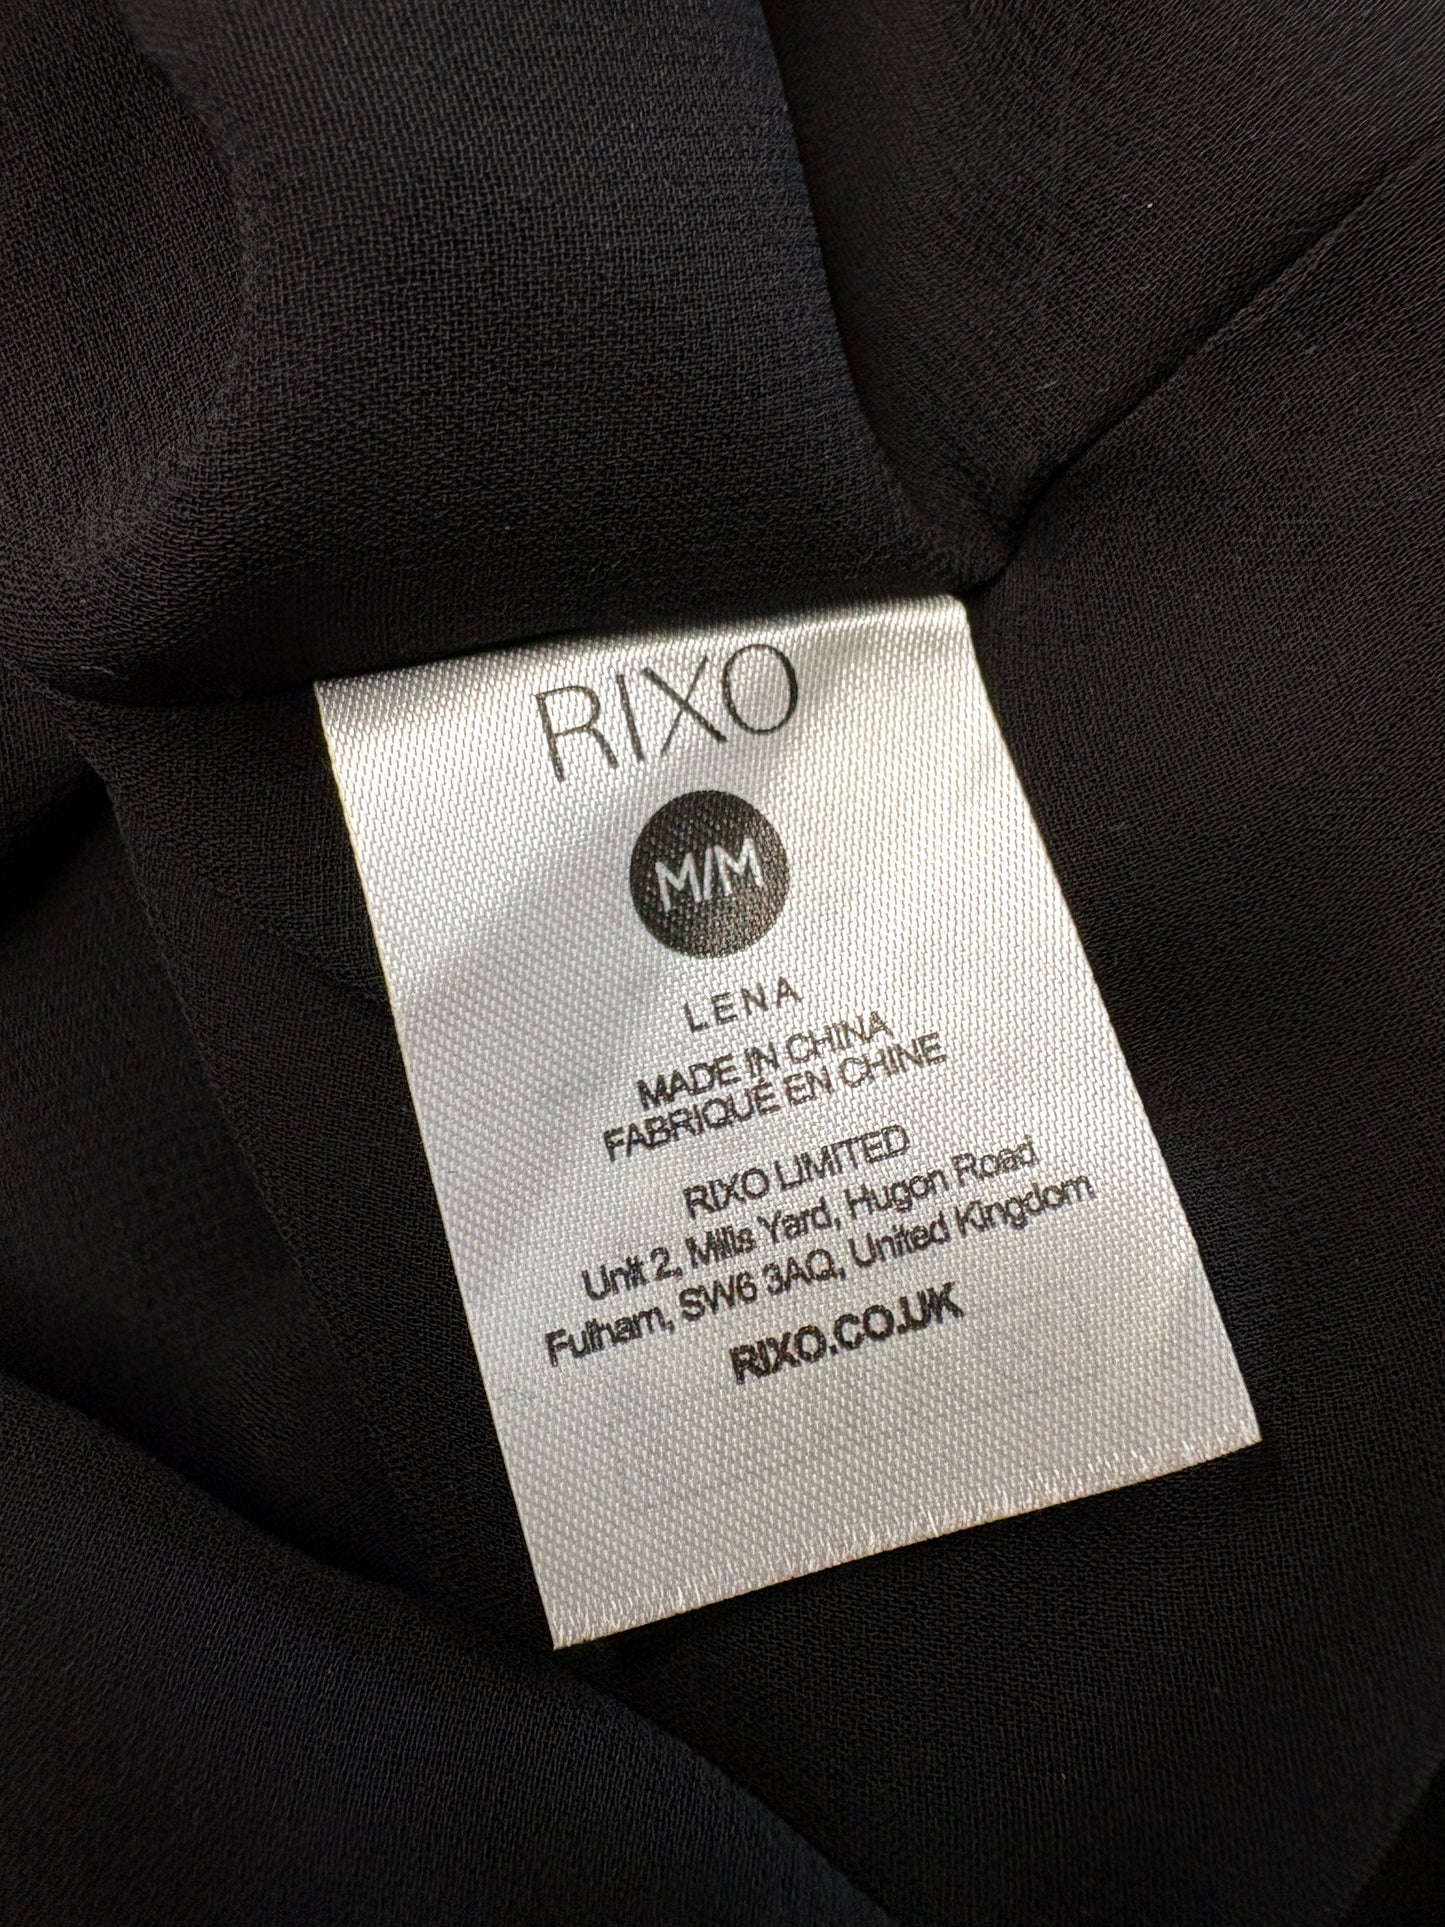 RIXO
M/M
LENA
MADE IN CHINA
FABRIQUÉ EN CHINE
RIXO LIMITED
Unit 2, Mills Yard, Hugon Road
Fulham, SW6 3AQ, United Kingdom
RIXO.CO.UK